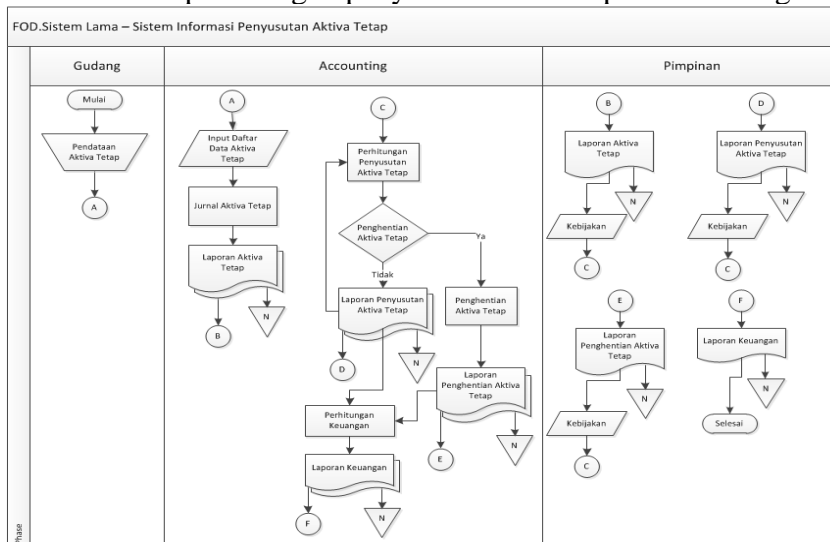 FOD.Sistem Lama – Sistem Informasi Penyusutan Aktiva Tetap
Gudang
Accounting
Pimpinan
Mulai
Pendataan
Aktiva Tetap
A
A
Input Daftar
Data Aktiva
Tetap
Jurnal Aktiva Tetap
Laporan Aktiva
Tetap
N
B
C
Perhitungan
Penyusutan
Aktiva Tetap
Penghentian
Aktiva Tetap
Ya
Tidak
Laporan Penyusutan
Aktiva Tetap
N
D
Penghentian
Aktiva Tetap
Laporan
Penghentian Aktiva
Tetap
N
E
Perhitungan
Keuangan
Laporan Keuangan
N
F
B
Laporan Aktiva
Tetap
N
Kebijakan
C
D
Laporan Penyusutan
Aktiva Tetap
N
Kebijakan
C
E
Laporan
Penghentian Aktiva
Tetap
N
Kebijakan
C
F
Laporan Keuangan
N
Selesai
Phase